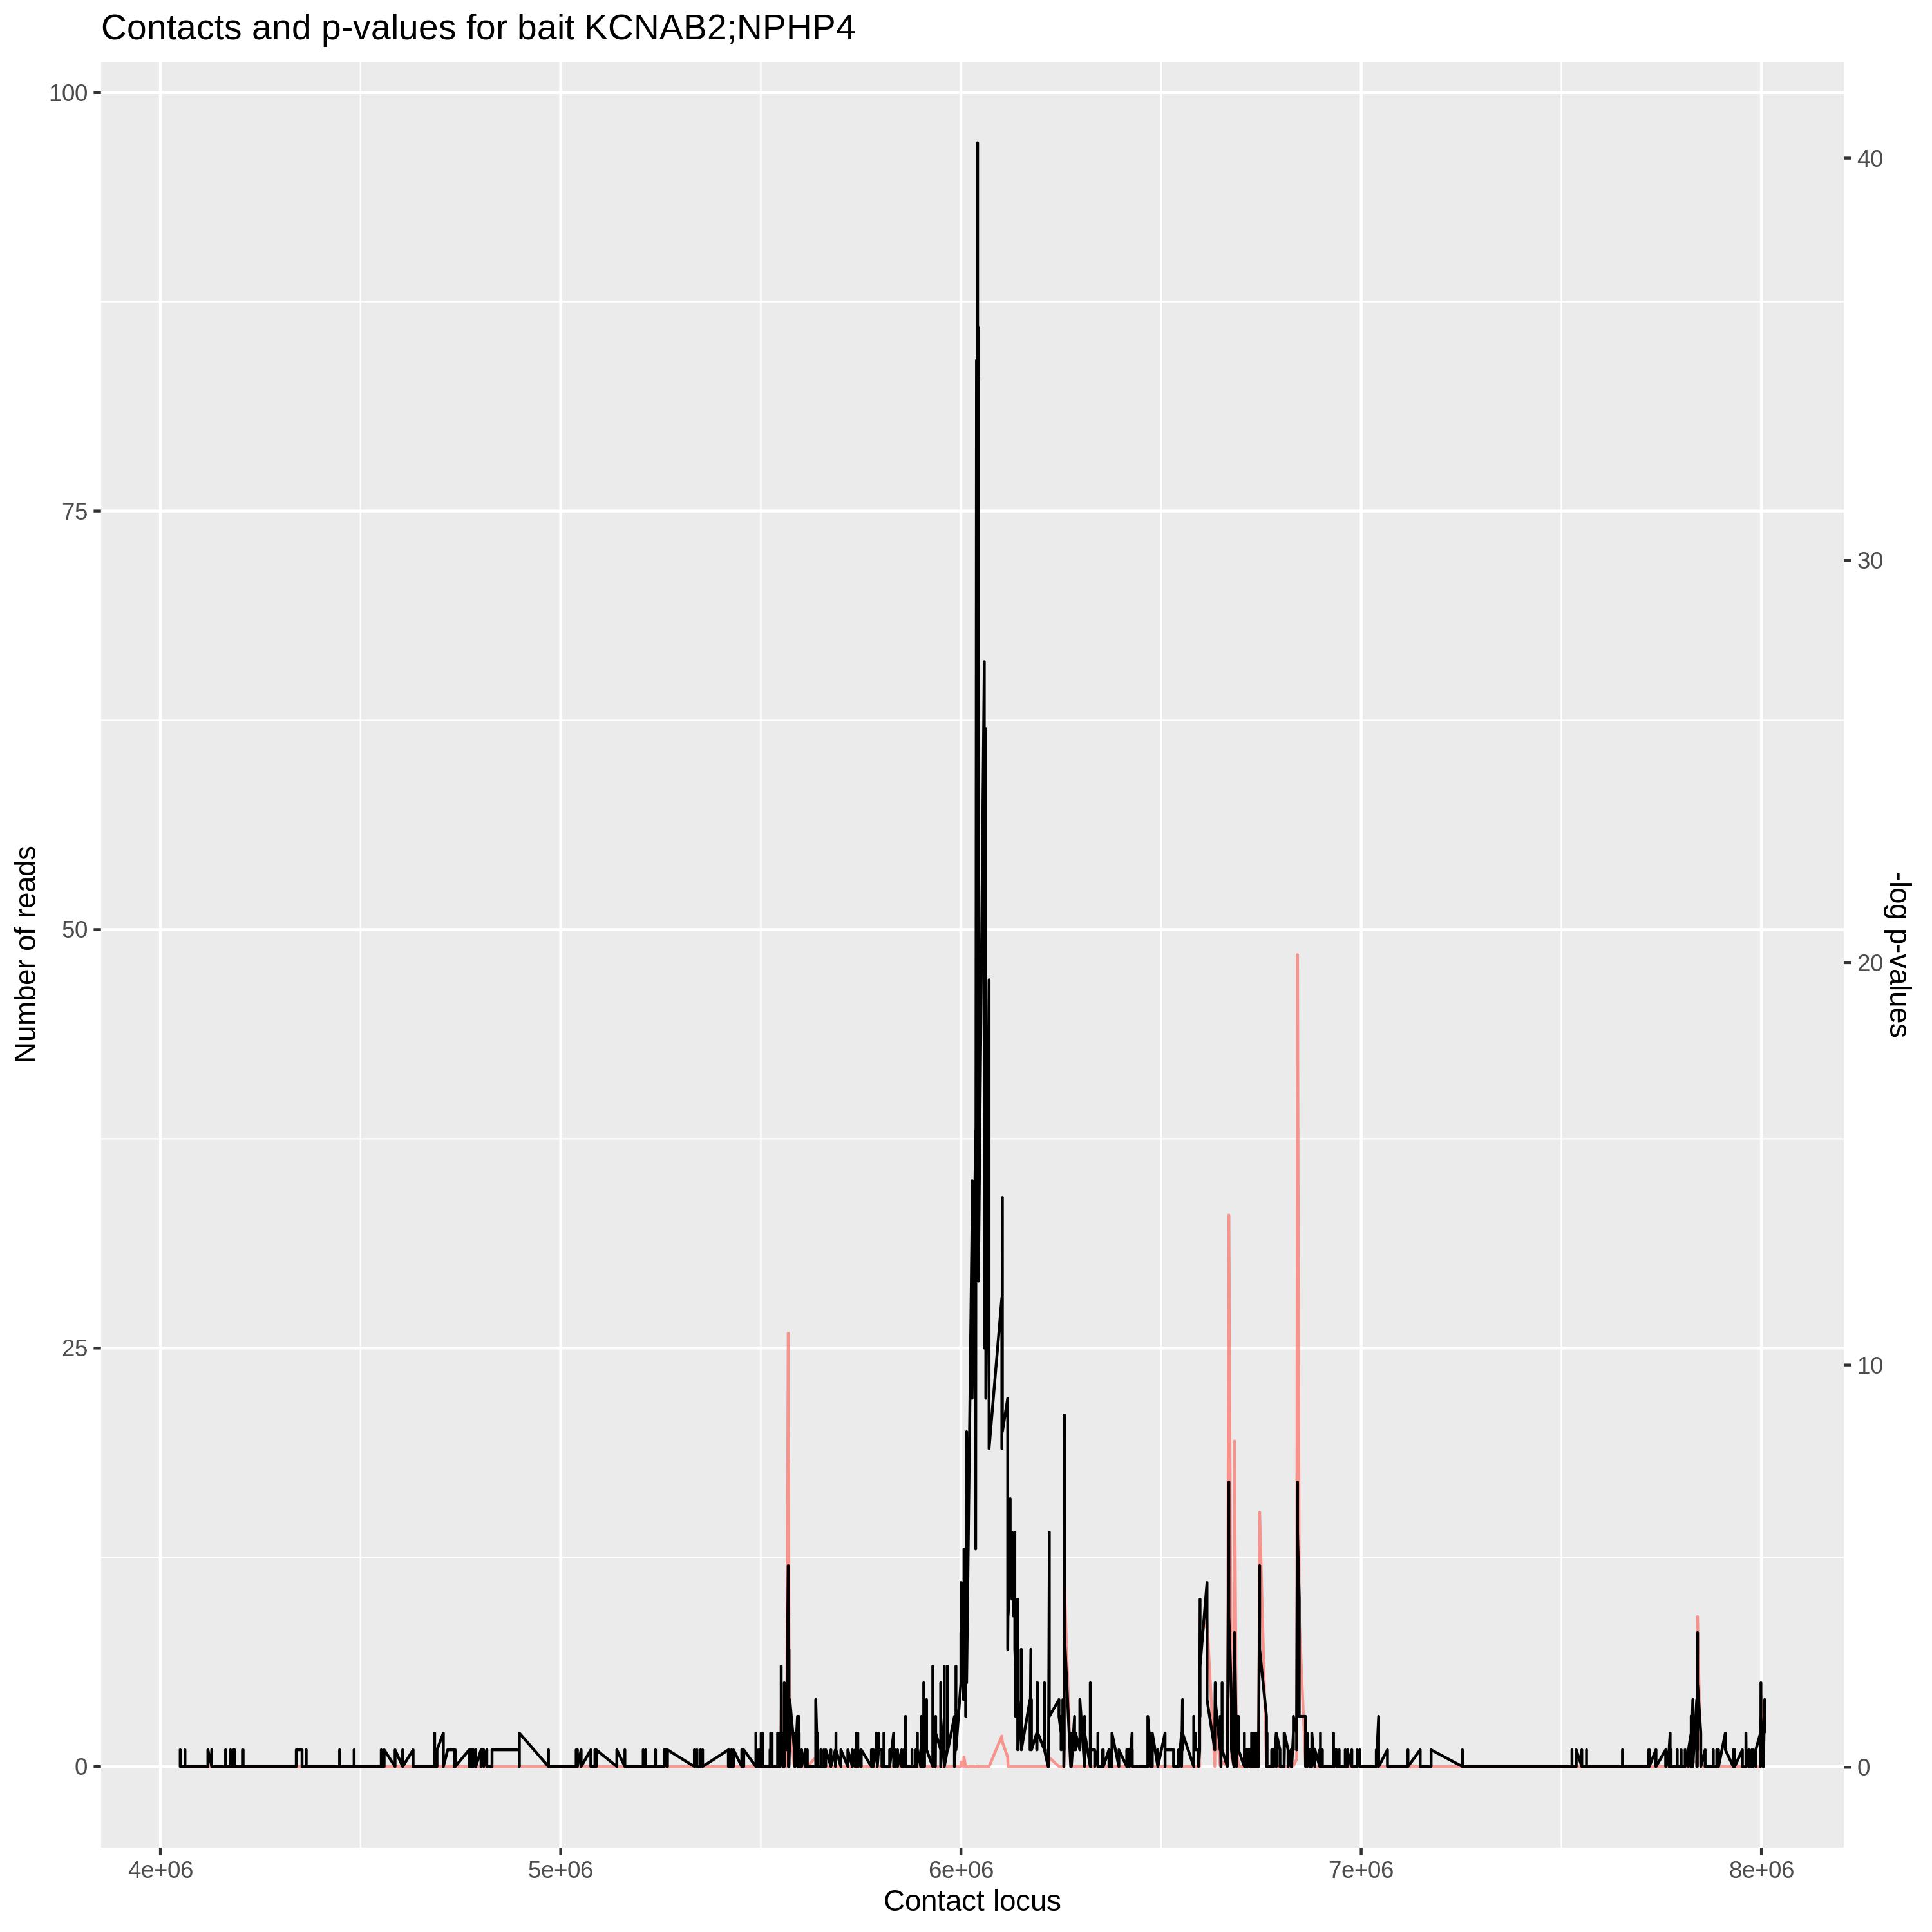 Contacts and p-values for bait KCNAB2;NPHP4
100
75
50
25
0
Number of reads
40
30
20
10
0
-log p-values
4e+06
5e+06
6e+06
7e+06
8e+06
Contact locus